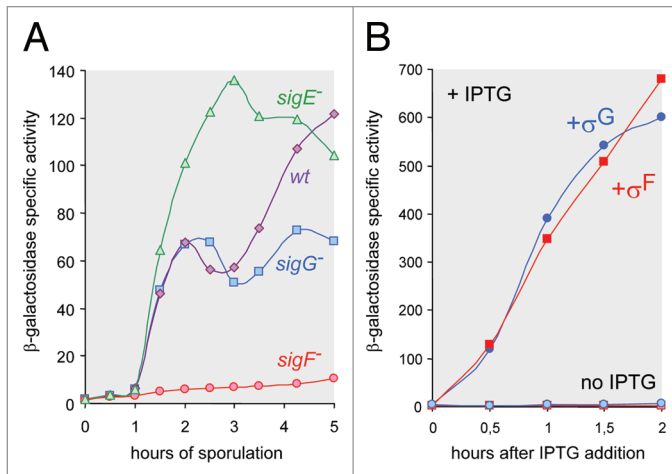 A
β-galactosidase specific activity
140
120
100
80
60
40
20
0
0 1 2 3 4 5
hours of sporulation
sigE⁻
wt
sigG⁻
sigF⁻
B
β-galactosidase specific activity
700
600
500
400
300
200
100
0
0 0,5 1 1,5 2
hours after IPTG addition
+ IPTG
+σG
+σF
no IPTG